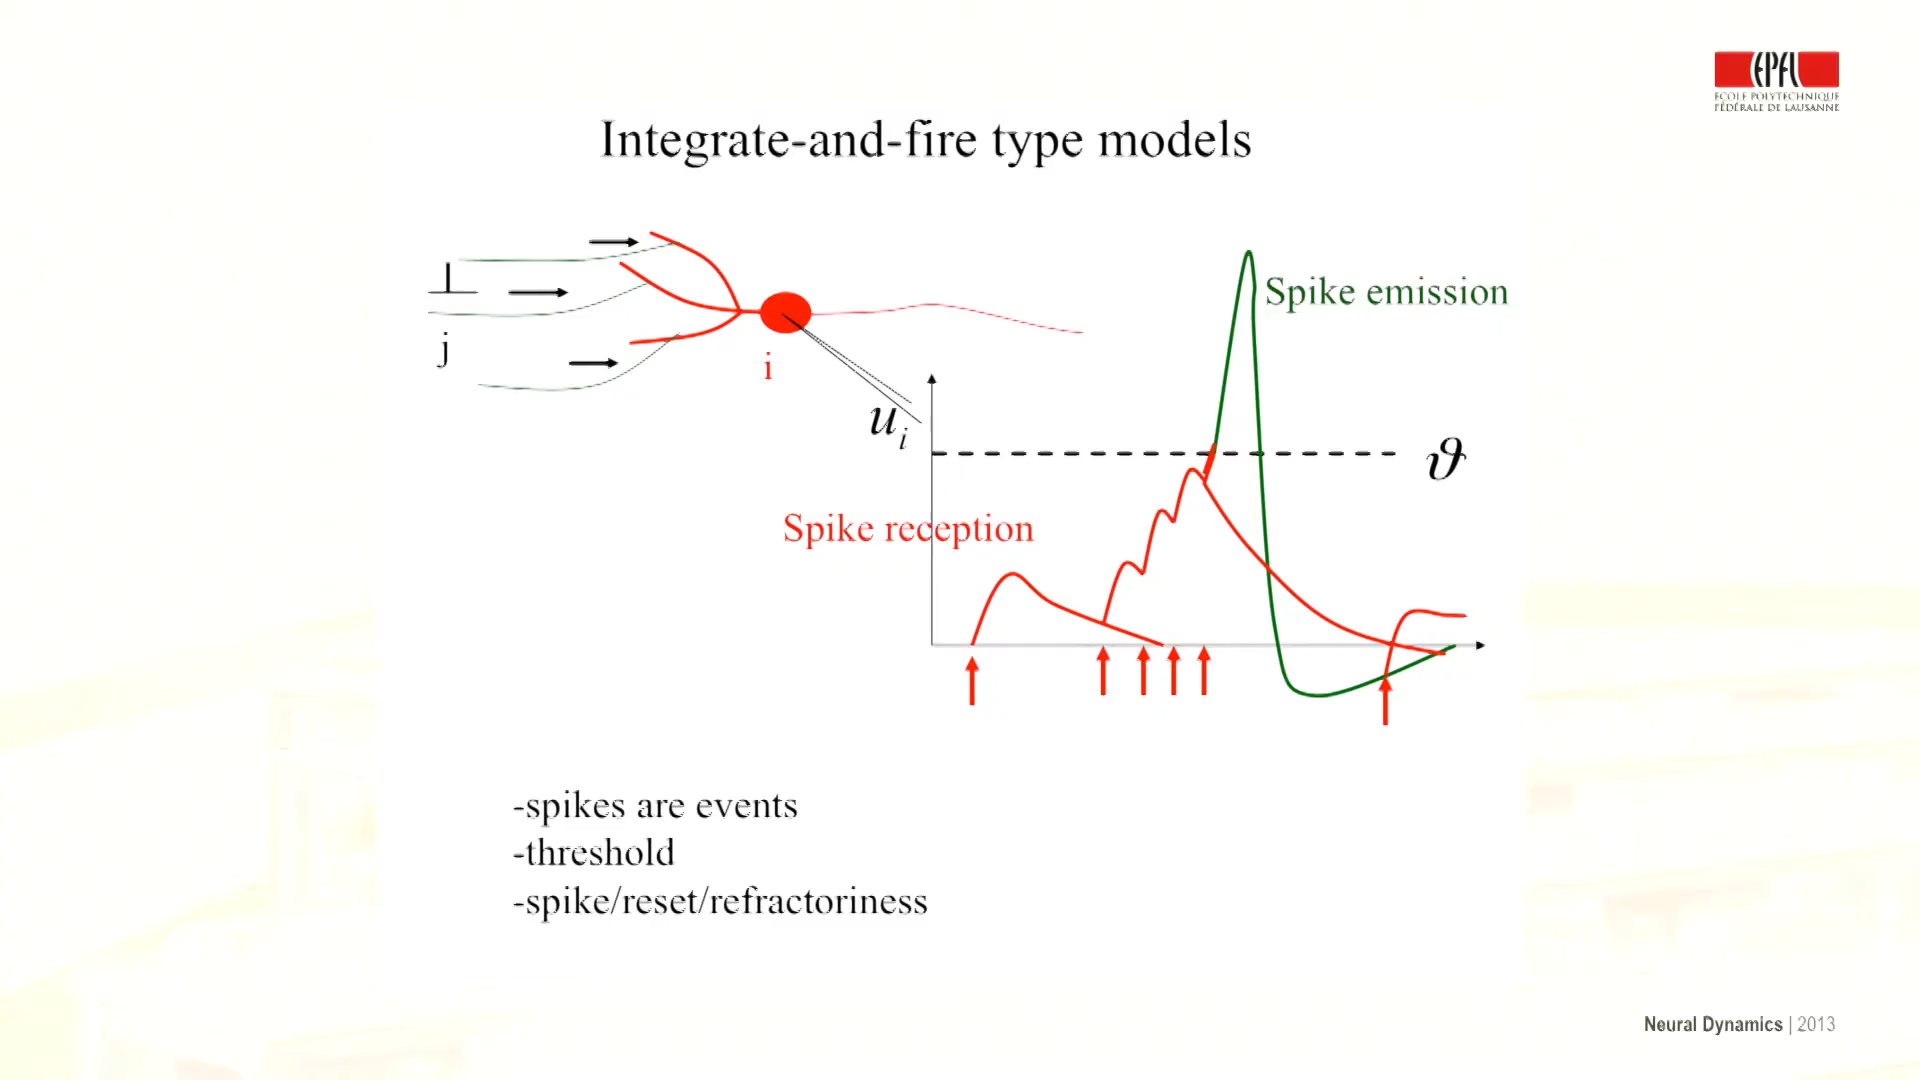 EPFL
ECOLE POLYTECHNIQUE
FÉDÉRALE DE LAUSANNE
Integrate-and-fire type models
Spike emission
j
i
u_i
ϑ
Spike reception
-spikes are events
-threshold
-spike/reset/refractoriness
Neural Dynamics | 2013